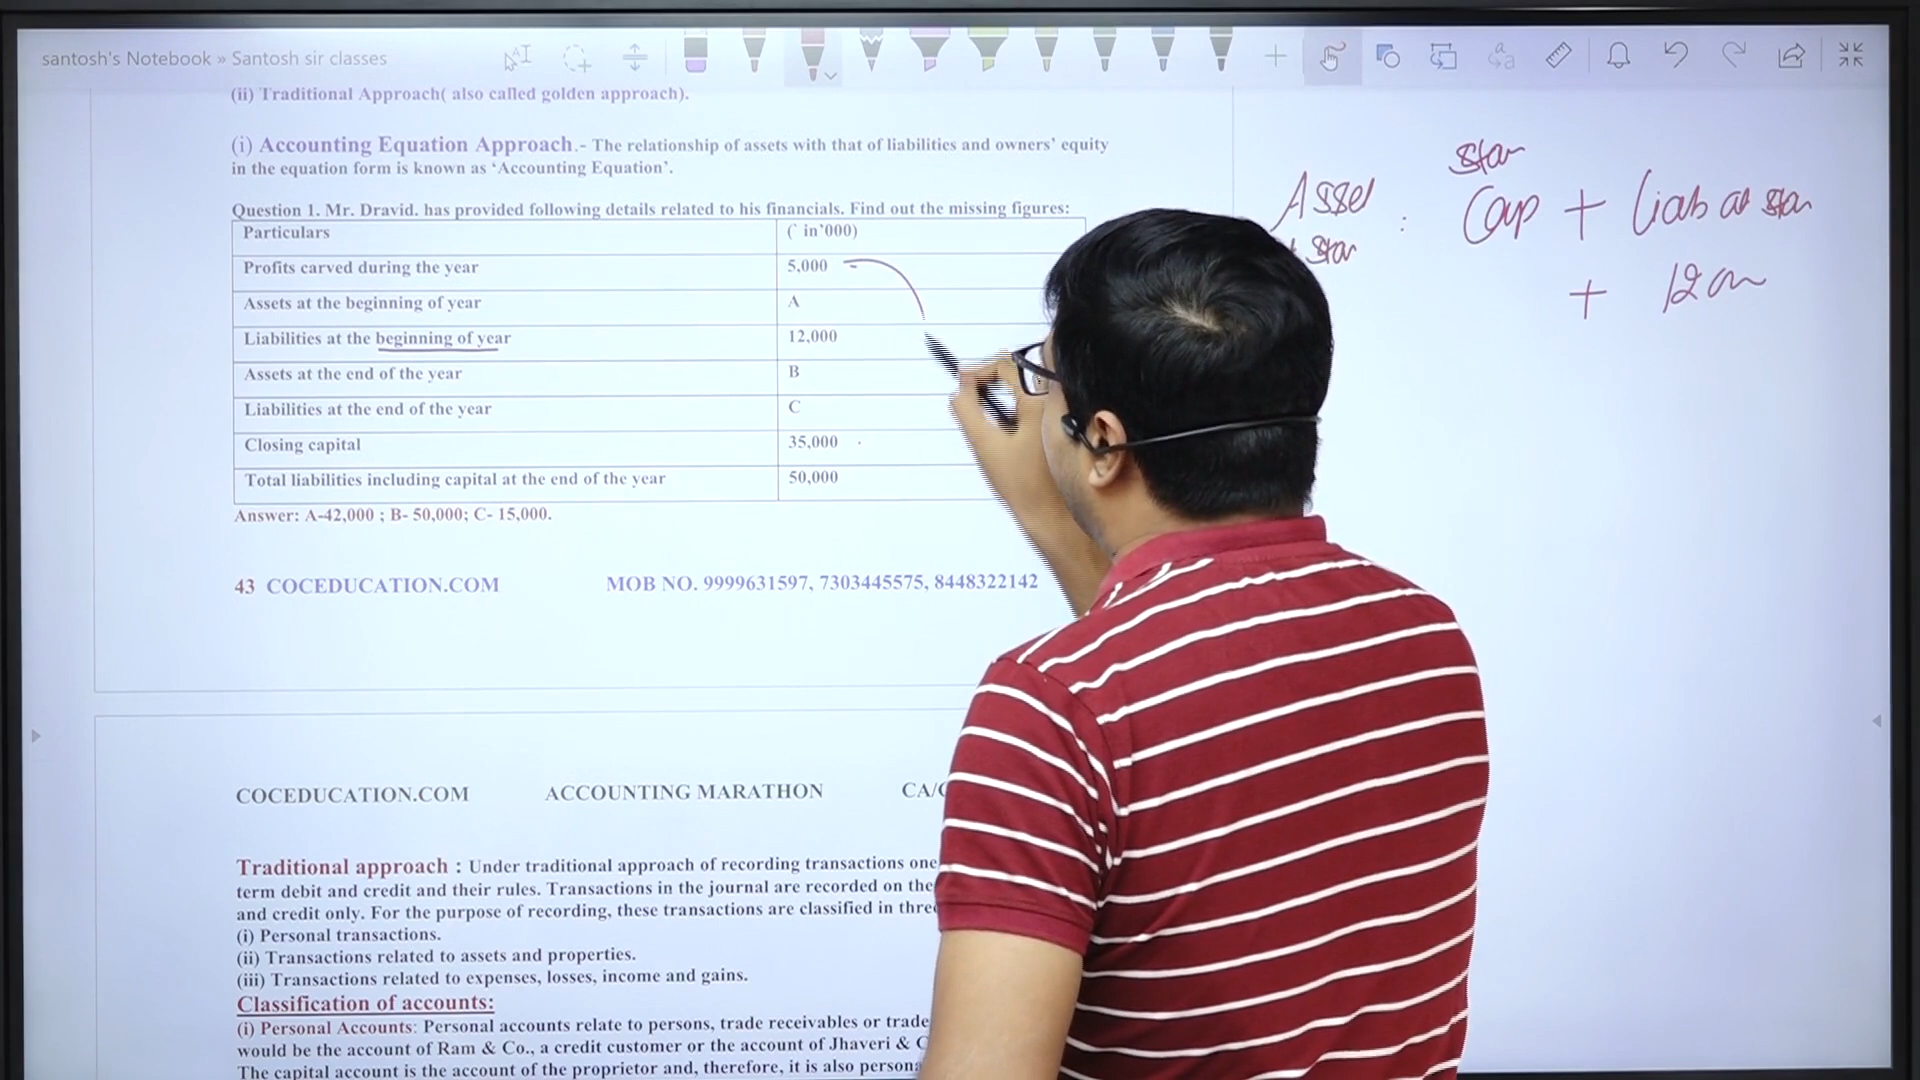 santosh's Notebook » Santosh sir classes
(ii) Traditional Approach( also called golden approach).
(i) Accounting Equation Approach.- The relationship of assets with that of liabilities and owners' equity
in the equation form is known as ‘Accounting Equation’.
Question 1. Mr. Dravid. has provided following details related to his financials. Find out the missing figures:
Particulars (` in'000)
Profits carved during the year 5,000
Assets at the beginning of year A
Liabilities at the beginning of year 12,000
Assets at the end of the year B
Liabilities at the end of the year C
Closing capital 35,000
Total liabilities including capital at the end of the year 50,000
Answer: A-42,000 ; B- 50,000; C- 15,000.
43 COCEDUCATION.COM MOB NO. 9999631597, 7303445575, 8448322142
COCEDUCATION.COM ACCOUNTING MARATHON CA/
Traditional approach : Under traditional approach of recording transactions one
term debit and credit and their rules. Transactions in the journal are recorded on the
and credit only. For the purpose of recording, these transactions are classified in
(i) Personal transactions.
(ii) Transactions related to assets and properties.
(iii) Transactions related to expenses, losses, income and gains.
Classification of accounts:
(i) Personal Accounts: Personal accounts relate to persons, trade receivables or trade
would be the account of Ram & Co., a credit customer or the account of Jhaveri &
The capital account is the account of the proprietor and, therefore, it is also
star
Asset : Cap + liab at star
star
+ 12